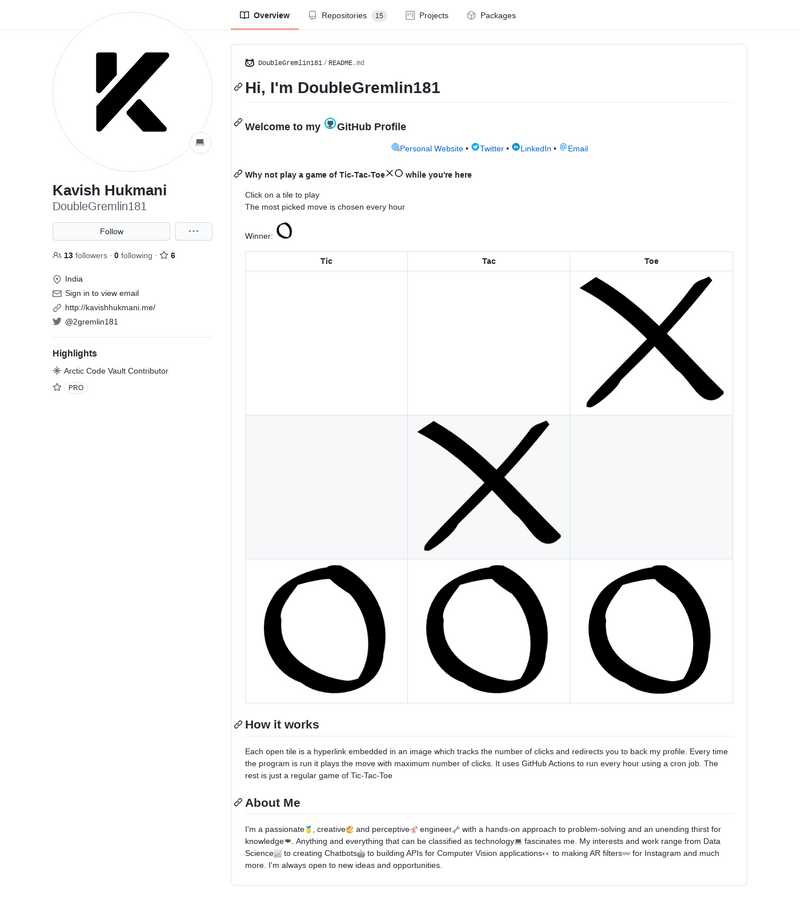 Overview Repositories 15 Projects Packages
Kavish Hukmani
DoubleGremlin181
Follow
13 followers · 0 following · 6
India
Sign in to view email
http://kavishhukmani.me/
@2gremlin181
Highlights
Arctic Code Vault Contributor
PRO
DoubleGremlin181 / README.md
Hi, I'm DoubleGremlin181
Welcome to my GitHub Profile
Personal Website • Twitter • LinkedIn • Email
Why not play a game of Tic-Tac-Toe while you're here
Click on a tile to play
The most picked move is chosen every hour
Winner:
Tic Tac Toe
How it works
Each open tile is a hyperlink embedded in an image which tracks the number of clicks and redirects you to back my profile. Every time
the program is run it plays the move with maximum number of clicks. It uses GitHub Actions to run every hour using a cron job. The
rest is just a regular game of Tic-Tac-Toe
About Me
I'm a passionate, creative and perceptive engineer with a hands-on approach to problem-solving and an unending thirst for
knowledge. Anything and everything that can be classified as technology fascinates me. My interests and work range from Data
Science to creating Chatbots to building APIs for Computer Vision applications to making AR filters for Instagram and much
more. I'm always open to new ideas and opportunities.